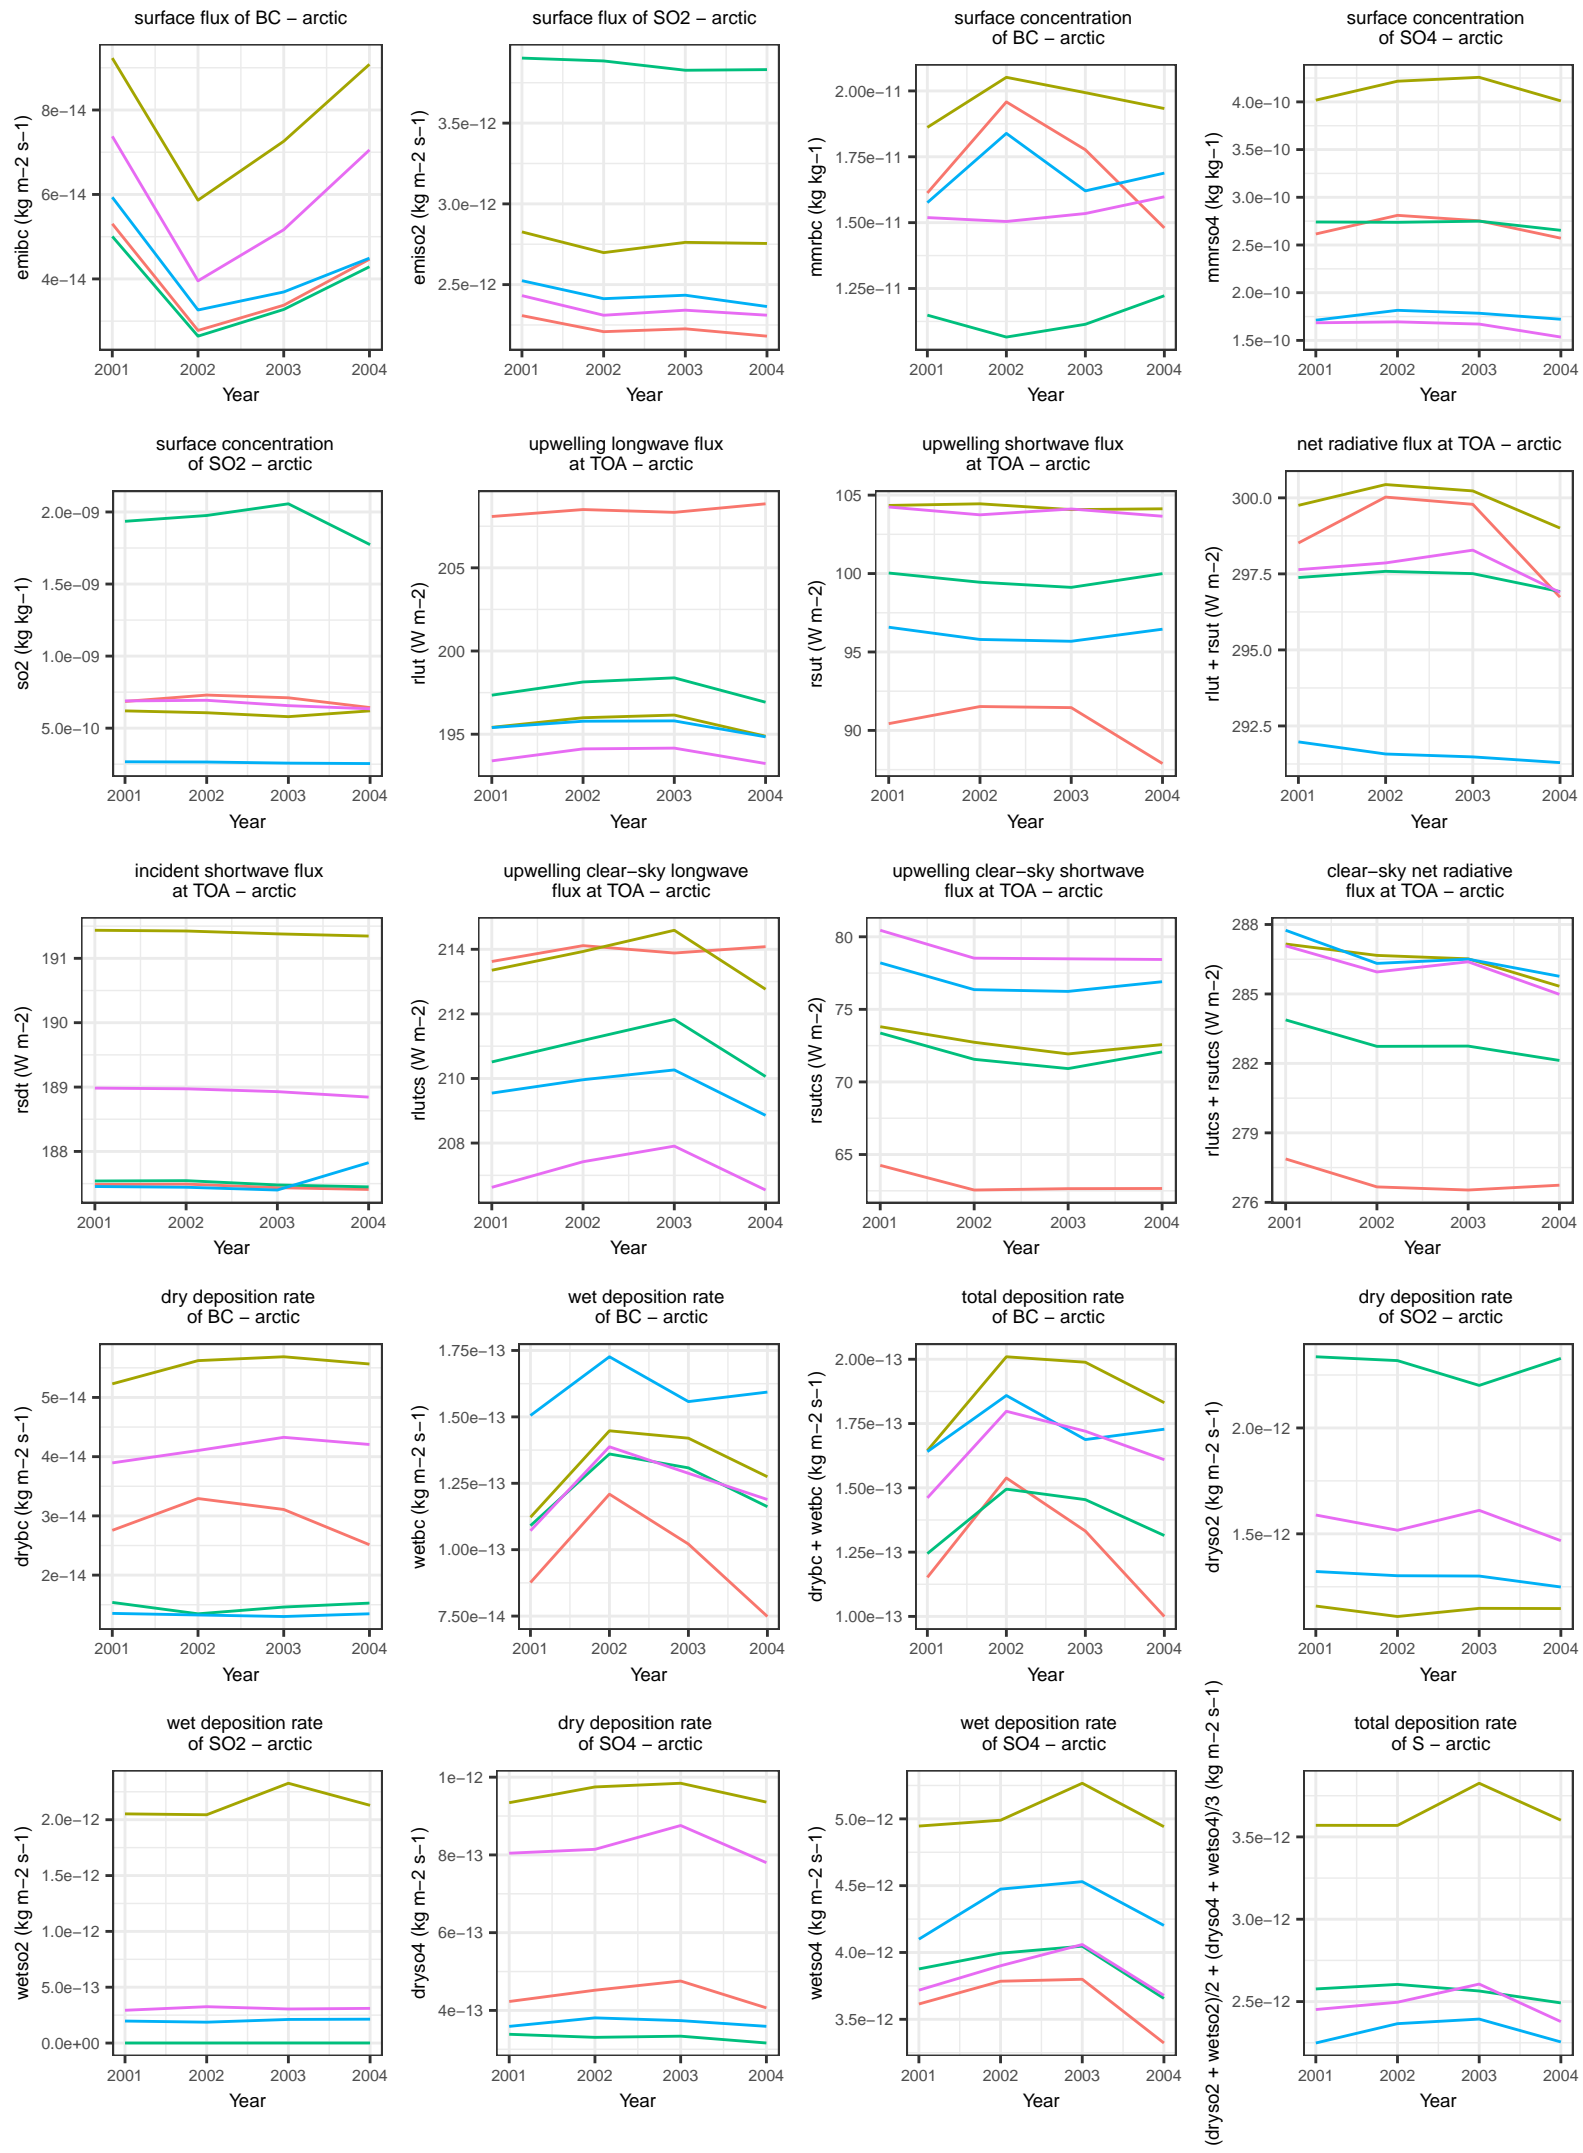 surface flux of BC − arctic
emibc (kg m−2 s−1)
8e−14
6e−14
4e−14
2001 2002 2003 2004
Year
surface flux of SO2 − arctic
emiso2 (kg m−2 s−1)
3.5e−12
3.0e−12
2.5e−12
2001 2002 2003 2004
Year
surface concentration
of BC − arctic
mmrbc (kg kg−1)
2.00e−11
1.75e−11
1.50e−11
1.25e−11
2001 2002 2003 2004
Year
surface concentration
of SO4 − arctic
mmrso4 (kg kg−1)
4.0e−10
3.5e−10
3.0e−10
2.5e−10
2.0e−10
1.5e−10
2001 2002 2003 2004
Year
surface concentration
of SO2 − arctic
so2 (kg kg−1)
2.0e−09
1.5e−09
1.0e−09
5.0e−10
2001 2002 2003 2004
Year
upwelling longwave flux
at TOA − arctic
rlut (W m−2)
205
200
195
2001 2002 2003 2004
Year
upwelling shortwave flux
at TOA − arctic
rsut (W m−2)
105
100
95
90
2001 2002 2003 2004
Year
net radiative flux at TOA − arctic
rlut + rsut (W m−2)
300.0
297.5
295.0
292.5
2001 2002 2003 2004
Year
incident shortwave flux
at TOA − arctic
rsdt (W m−2)
191
190
189
188
2001 2002 2003 2004
Year
upwelling clear−sky longwave
flux at TOA − arctic
rlutcs (W m−2)
214
212
210
208
2001 2002 2003 2004
Year
upwelling clear−sky shortwave
flux at TOA − arctic
rsutcs (W m−2)
80
75
70
65
2001 2002 2003 2004
Year
clear−sky net radiative
flux at TOA − arctic
rlutcs + rsutcs (W m−2)
288
285
282
279
276
2001 2002 2003 2004
Year
dry deposition rate
of BC − arctic
drybc (kg m−2 s−1)
5e−14
4e−14
3e−14
2e−14
2001 2002 2003 2004
Year
wet deposition rate
of BC − arctic
wetbc (kg m−2 s−1)
1.75e−13
1.50e−13
1.25e−13
1.00e−13
7.50e−14
2001 2002 2003 2004
Year
total deposition rate
of BC − arctic
drybc + wetbc (kg m−2 s−1)
2.00e−13
1.75e−13
1.50e−13
1.25e−13
1.00e−13
2001 2002 2003 2004
Year
dry deposition rate
of SO2 − arctic
dryso2 (kg m−2 s−1)
2.0e−12
1.5e−12
2001 2002 2003 2004
Year
wet deposition rate
of SO2 − arctic
wetso2 (kg m−2 s−1)
2.0e−12
1.5e−12
1.0e−12
5.0e−13
0.0e+00
2001 2002 2003 2004
Year
dry deposition rate
of SO4 − arctic
dryso4 (kg m−2 s−1)
1e−12
8e−13
6e−13
4e−13
2001 2002 2003 2004
Year
wet deposition rate
of SO4 − arctic
wetso4 (kg m−2 s−1)
5.0e−12
4.5e−12
4.0e−12
3.5e−12
2001 2002 2003 2004
Year
total deposition rate
of S − arctic
(dryso2 + wetso2)/2 + (dryso4 + wetso4)/3 (kg m−2 s−1)
3.5e−12
3.0e−12
2.5e−12
2001 2002 2003 2004
Year